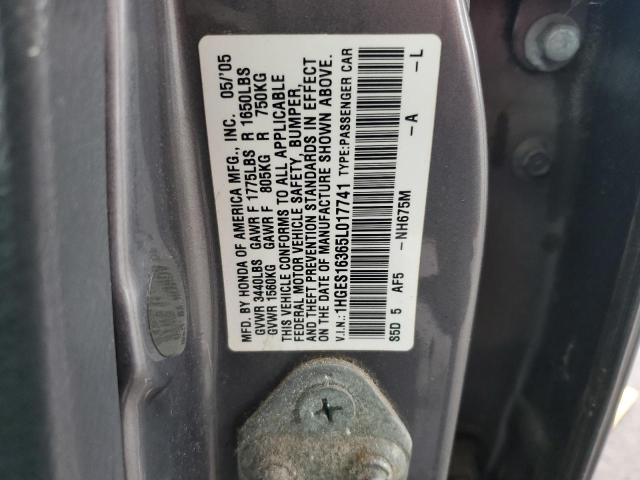 MFD. BY HONDA OF AMERICA MFG., INC. 05/'05
GVWR 3440LBS GAWR F 1775LBS R 1650LBS
GVWR 1560KG GAWR F 805KG R 750KG
THIS VEHICLE CONFORMS TO ALL APPLICABLE
FEDERAL MOTOR VEHICLE SAFETY, BUMPER,
AND THEFT PREVENTION STANDARDS IN EFFECT
ON THE DATE OF MANUFACTURE SHOWN ABOVE.
V.I.N.: 1HGES16365L017741 TYPE: PASSENGER CAR
S5D 5 AF5 -NH675M -A -L